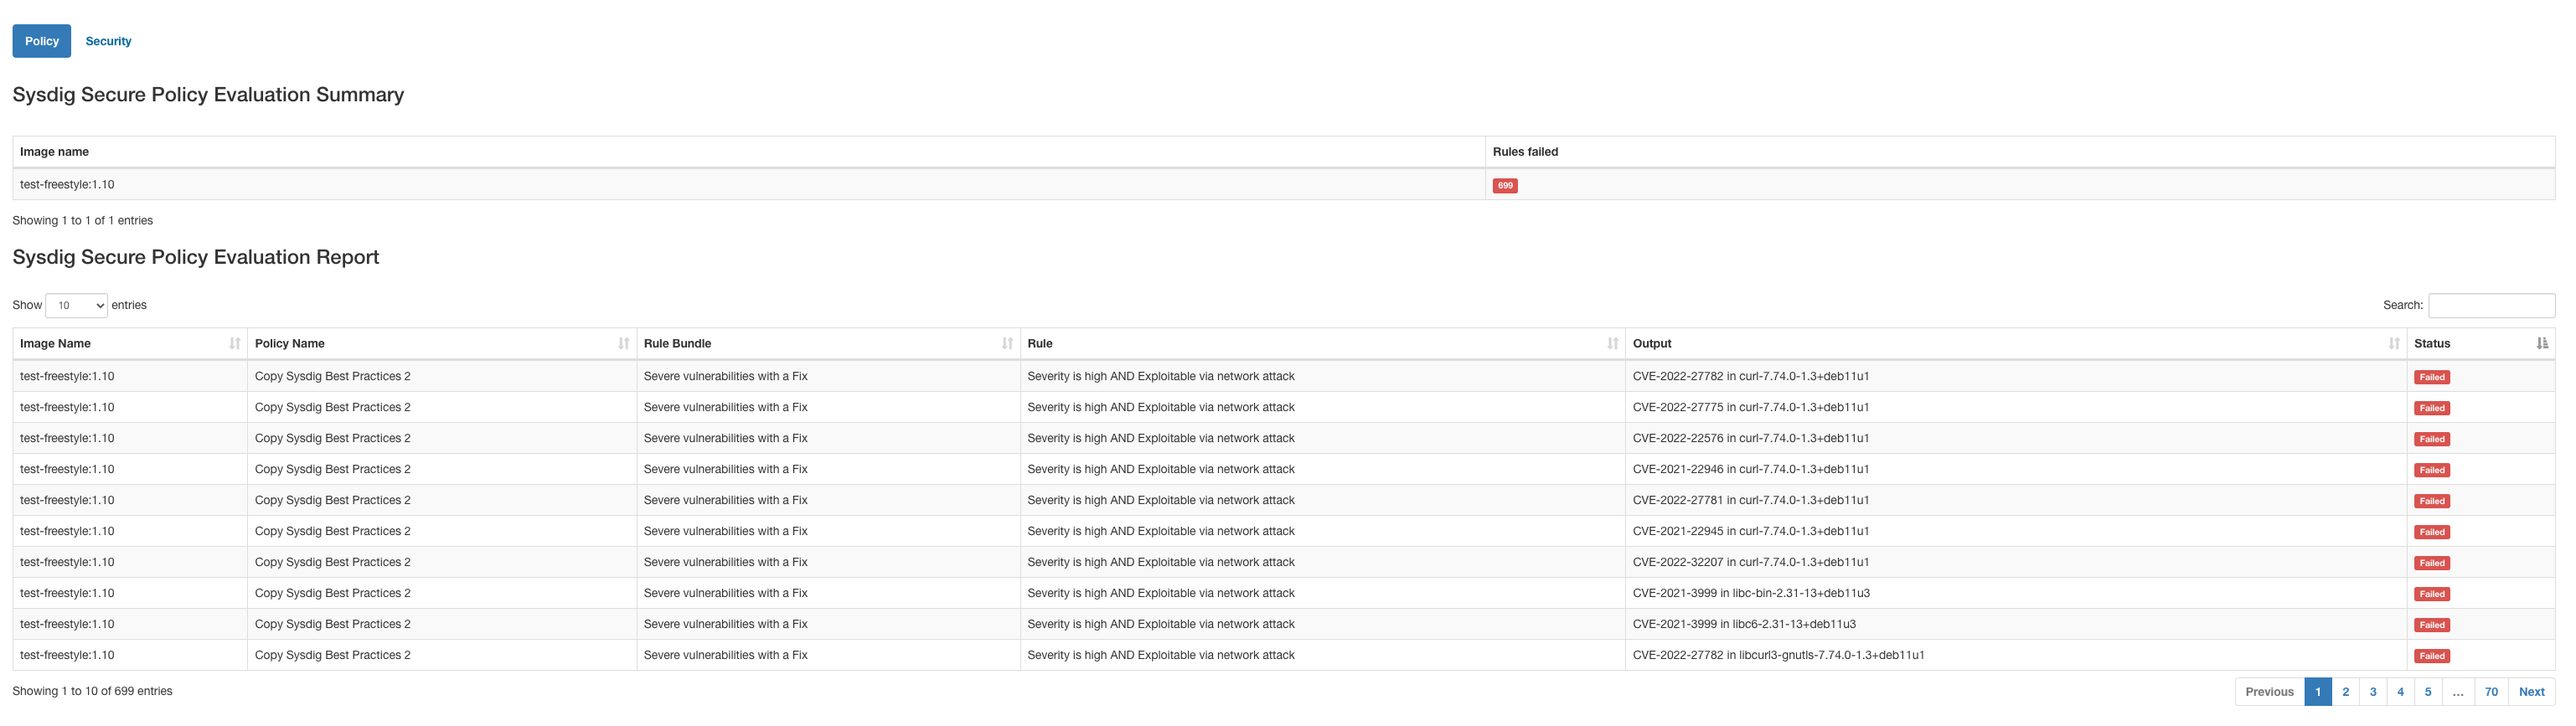 Policy Security
Sysdig Secure Policy Evaluation Summary
Image name Rules failed
test-freestyle:1.10 699
Showing 1 to 1 of 1 entries
Sysdig Secure Policy Evaluation Report
Show 10 entries Search:
Image Name Policy Name Rule Bundle Rule Output Status
test-freestyle:1.10 Copy Sysdig Best Practices 2 Severe vulnerabilities with a Fix Severity is high AND Exploitable via network attack CVE-2022-27782 in curl-7.74.0-1.3+deb11u1 Failed
test-freestyle:1.10 Copy Sysdig Best Practices 2 Severe vulnerabilities with a Fix Severity is high AND Exploitable via network attack CVE-2022-27775 in curl-7.74.0-1.3+deb11u1 Failed
test-freestyle:1.10 Copy Sysdig Best Practices 2 Severe vulnerabilities with a Fix Severity is high AND Exploitable via network attack CVE-2022-22576 in curl-7.74.0-1.3+deb11u1 Failed
test-freestyle:1.10 Copy Sysdig Best Practices 2 Severe vulnerabilities with a Fix Severity is high AND Exploitable via network attack CVE-2021-22946 in curl-7.74.0-1.3+deb11u1 Failed
test-freestyle:1.10 Copy Sysdig Best Practices 2 Severe vulnerabilities with a Fix Severity is high AND Exploitable via network attack CVE-2022-27781 in curl-7.74.0-1.3+deb11u1 Failed
test-freestyle:1.10 Copy Sysdig Best Practices 2 Severe vulnerabilities with a Fix Severity is high AND Exploitable via network attack CVE-2021-22945 in curl-7.74.0-1.3+deb11u1 Failed
test-freestyle:1.10 Copy Sysdig Best Practices 2 Severe vulnerabilities with a Fix Severity is high AND Exploitable via network attack CVE-2022-32207 in curl-7.74.0-1.3+deb11u1 Failed
test-freestyle:1.10 Copy Sysdig Best Practices 2 Severe vulnerabilities with a Fix Severity is high AND Exploitable via network attack CVE-2021-3999 in libc-bin-2.31-13+deb11u3 Failed
test-freestyle:1.10 Copy Sysdig Best Practices 2 Severe vulnerabilities with a Fix Severity is high AND Exploitable via network attack CVE-2021-3999 in libc6-2.31-13+deb11u3 Failed
test-freestyle:1.10 Copy Sysdig Best Practices 2 Severe vulnerabilities with a Fix Severity is high AND Exploitable via network attack CVE-2022-27782 in libcurl3-gnutls-7.74.0-1.3+deb11u1 Failed
Showing 1 to 10 of 699 entries Previous 1 2 3 4 5 … 70 Next